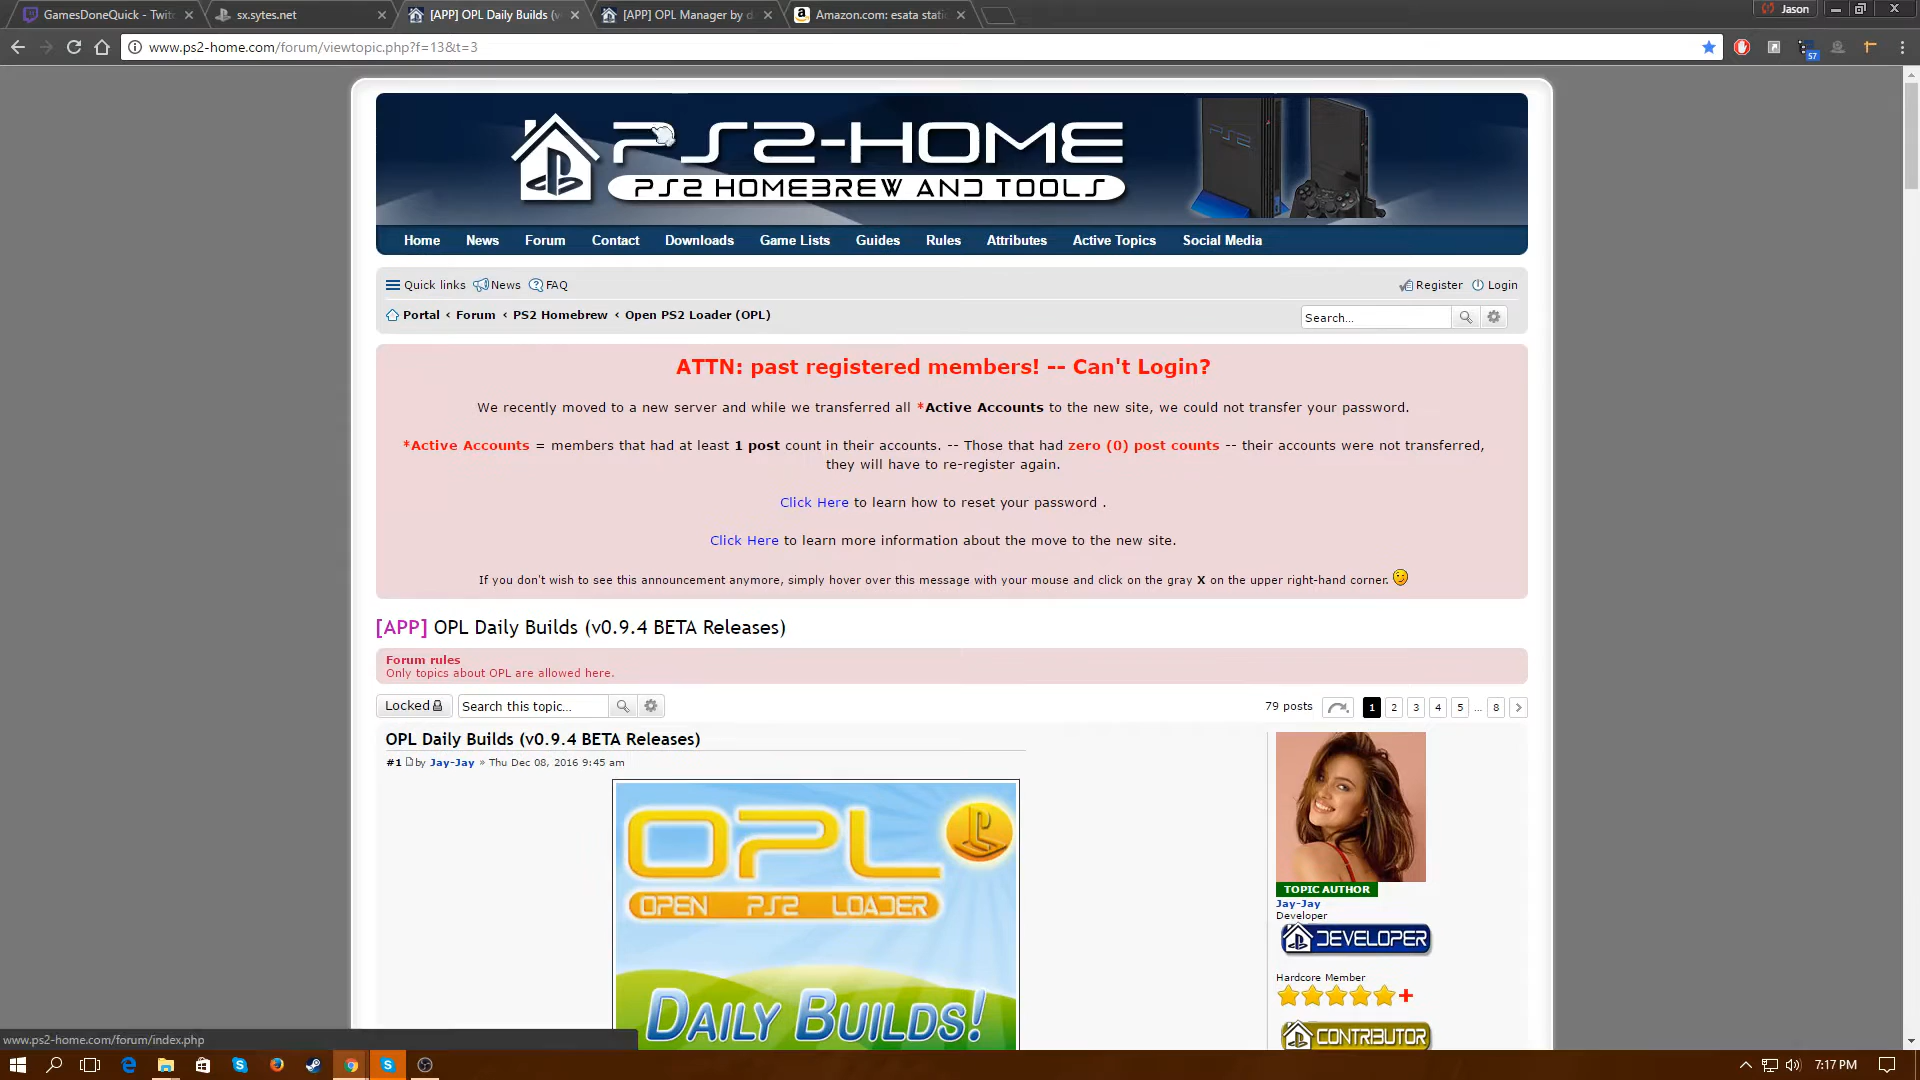 GamesDoneQuick - Twitc
sx.sytes.net
[APP] OPL Daily Builds (v
[APP] OPL Manager by d
Amazon.com: esata stati
Jason
www.ps2-home.com/forum/viewtopic.php?f=13&t=3
57
PS2-HOME
PS2 HOMEBREW AND TOOLS
Home News Forum Contact Downloads Game Lists Guides Rules Attributes Active Topics Social Media
Quick links News FAQ Register Login
Portal ‹ Forum ‹ PS2 Homebrew ‹ Open PS2 Loader (OPL)
Search...
ATTN: past registered members! -- Can't Login?
We recently moved to a new server and while we transferred all *Active Accounts to the new site, we could not transfer your password.
*Active Accounts = members that had at least 1 post count in their accounts. -- Those that had zero (0) post counts -- their accounts were not transferred,
they will have to re-register again.
Click Here to learn how to reset your password .
Click Here to learn more information about the move to the new site.
If you don't wish to see this announcement anymore, simply hover over this message with your mouse and click on the gray X on the upper right-hand corner.
[APP] OPL Daily Builds (v0.9.4 BETA Releases)
Forum rules
Only topics about OPL are allowed here.
Locked Search this topic... 79 posts 1 2 3 4 5 ... 8
OPL Daily Builds (v0.9.4 BETA Releases)
#1 by Jay-Jay » Thu Dec 08, 2016 9:45 am
OPL
OPEN PS2 LOADER
DAILY BUILDS!
TOPIC AUTHOR
Jay-Jay
Developer
DEVELOPER
Hardcore Member
CONTRIBUTOR
www.ps2-home.com/forum/index.php
7:17 PM